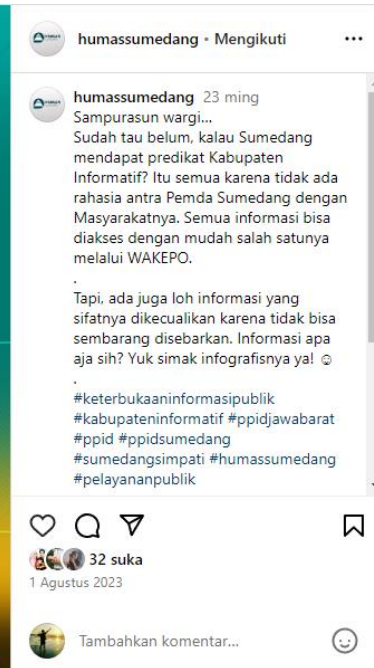 humassumedang • Mengikuti
humassumedang 23 ming
Sampurasun wargi...
Sudah tau belum, kalau Sumedang
mendapat predikat Kabupaten
Informatif? Itu semua karena tidak ada
rahasia antra Pemda Sumedang dengan
Masyarakatnya. Semua informasi bisa
diakses dengan mudah salah satunya
melalui WAKEPO.
.
Tapi, ada juga loh informasi yang
sifatnya dikecualikan karena tidak bisa
sembarang disebarkan. Informasi apa
aja sih? Yuk simak infografisnya ya! ☺
.
#keterbukaaninformasipublik
#kabupateninformatif #ppidjawabarat
#ppid #ppidsumedang
#sumedangsimpati #humassumedang
#pelayananpublik
32 suka
1 Agustus 2023
Tambahkan komentar...